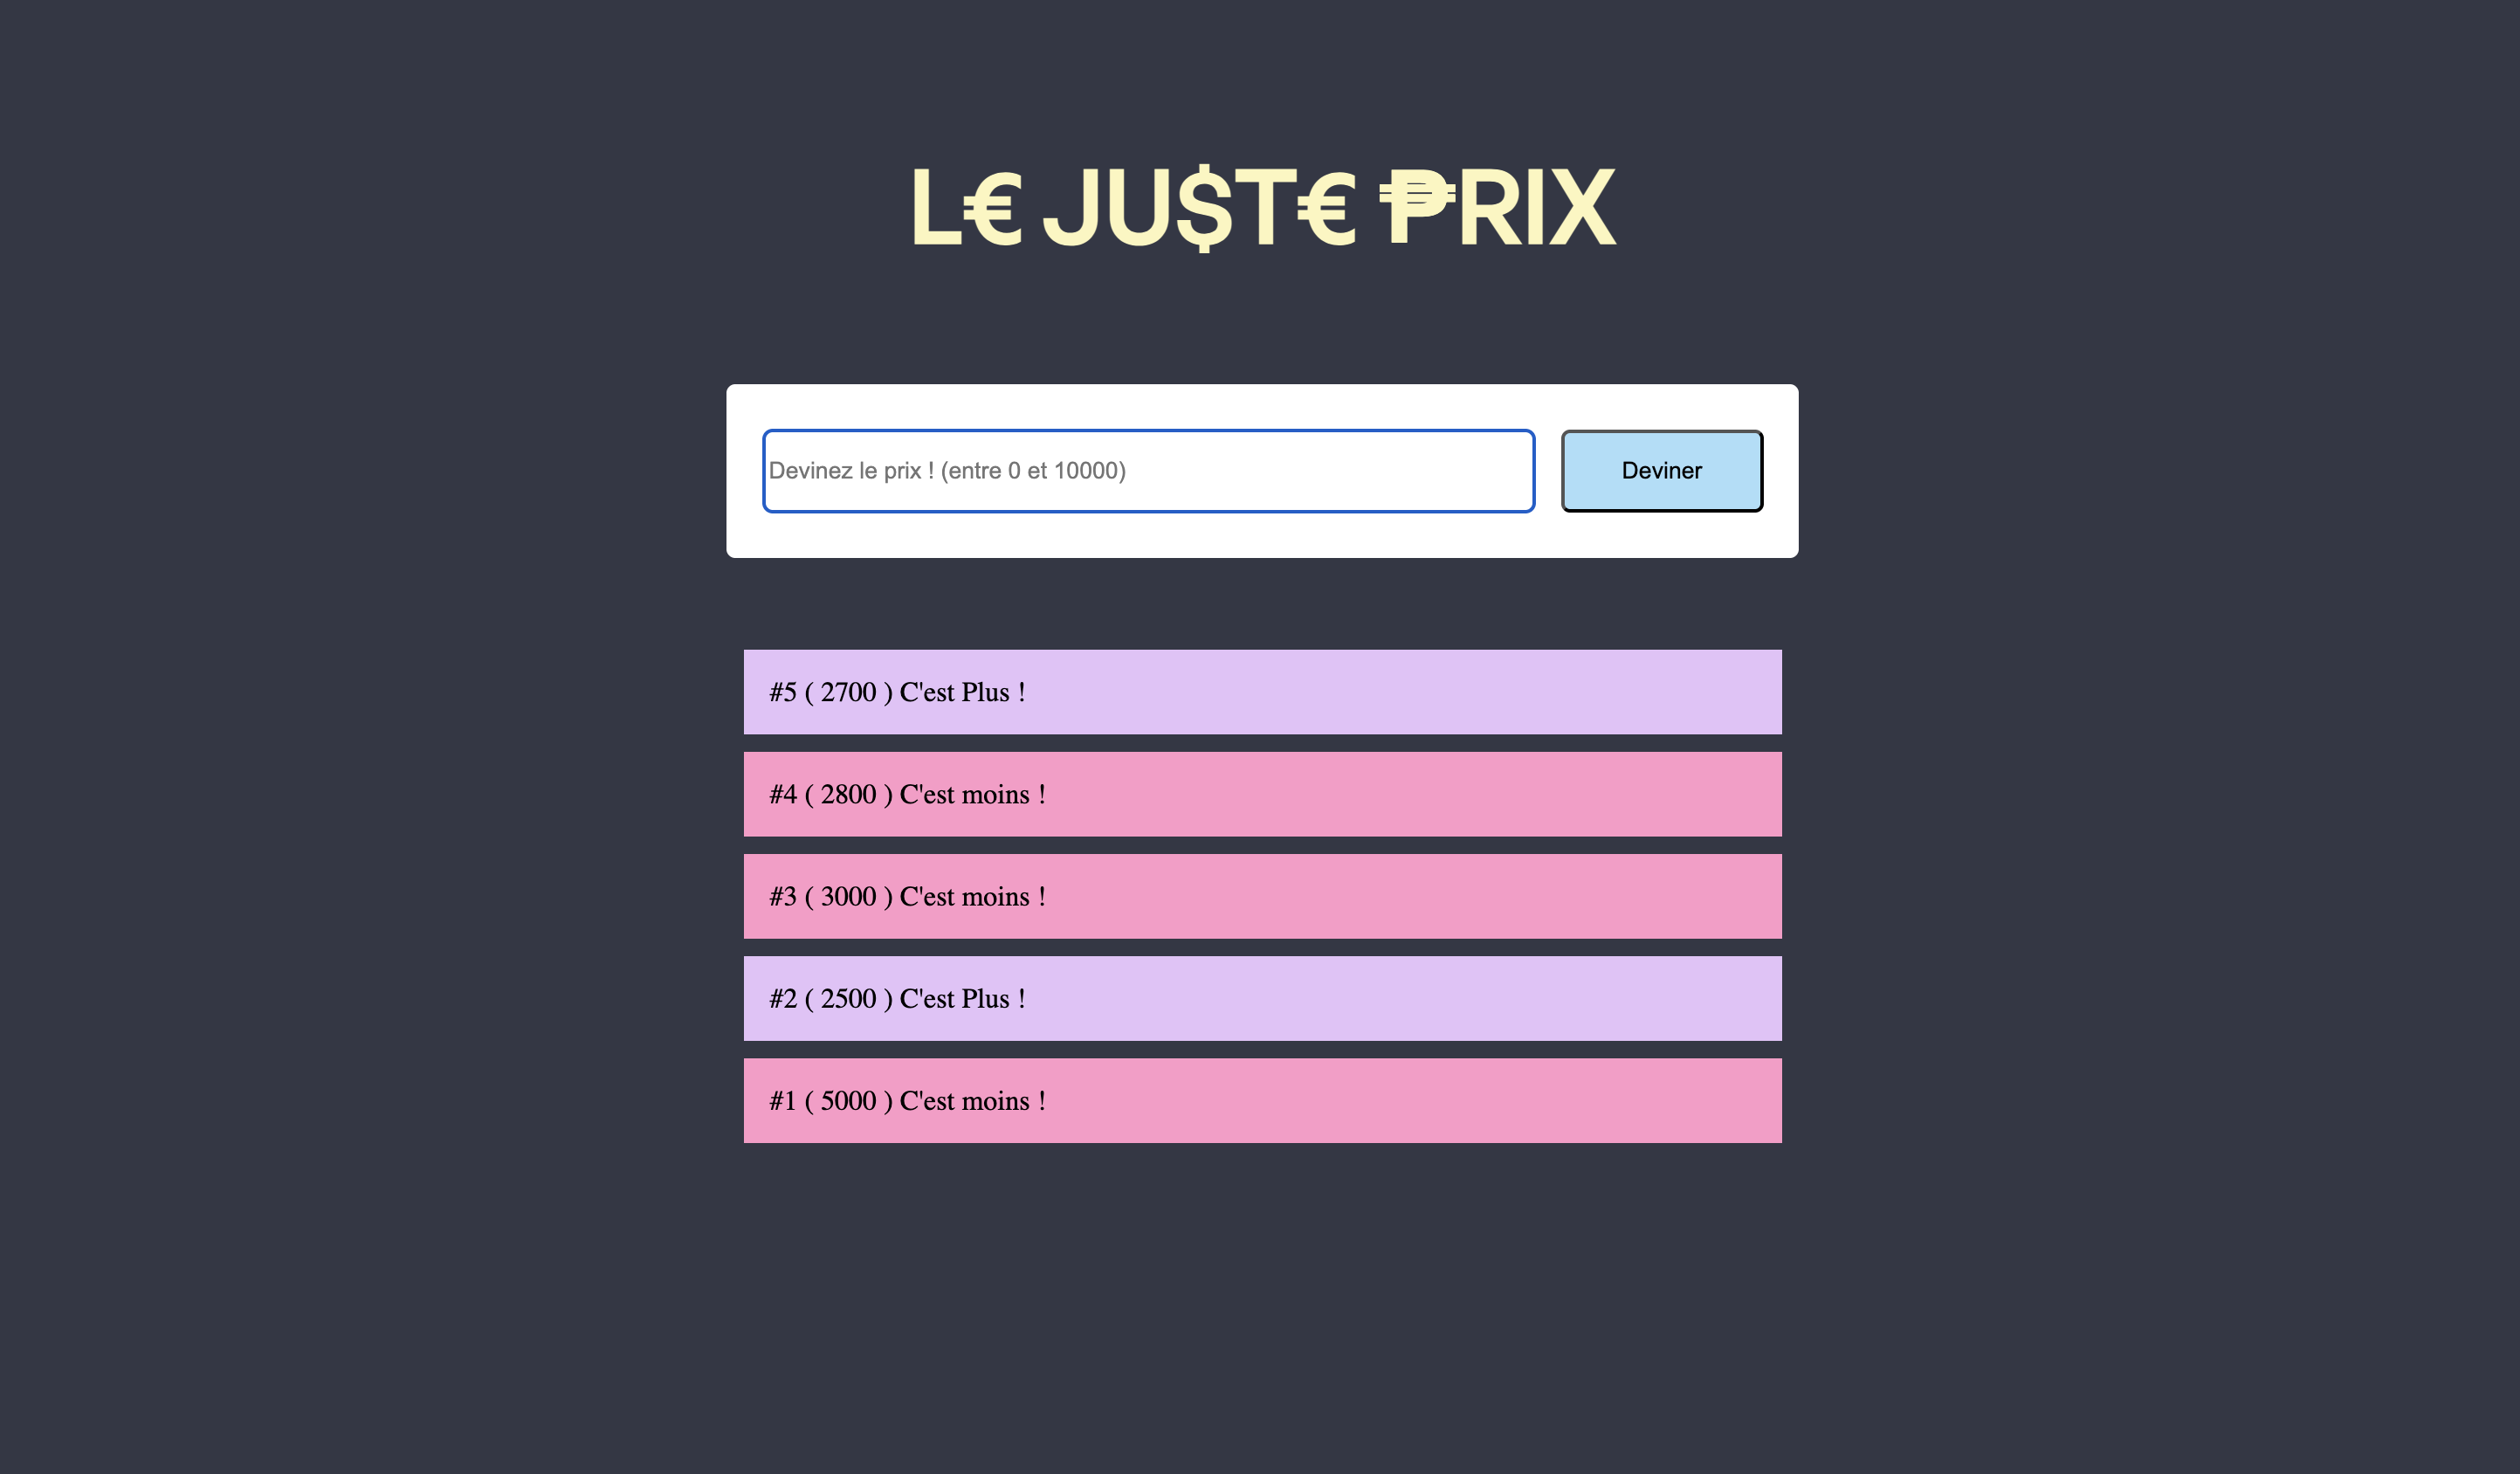 L€ JU$T€ ₱RIX
Devinez le prix ! (entre 0 et 10000)
Deviner
#5 ( 2700 ) C'est Plus !
#4 ( 2800 ) C'est moins !
#3 ( 3000 ) C'est moins !
#2 ( 2500 ) C'est Plus !
#1 ( 5000 ) C'est moins !